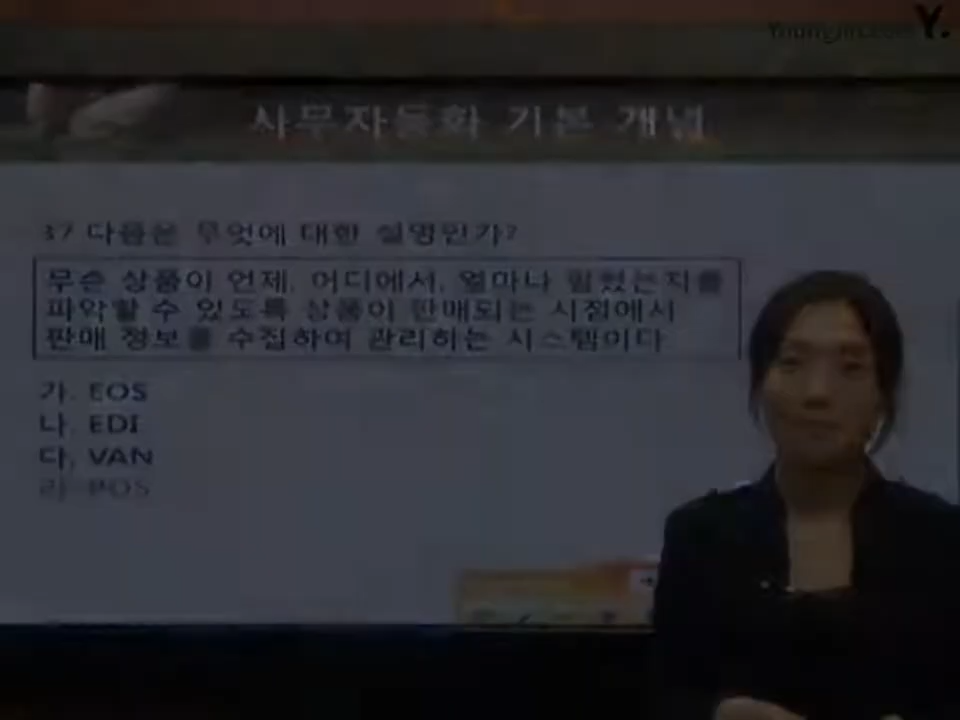 Youngjin.com Y.
사무자동화 기본 개념
37 다음은 무엇에 대한 설명인가?
무슨 상품이 언제, 어디에서, 얼마나 팔렸는지를
파악할 수 있도록 상품이 판매되는 시점에서
판매 정보를 수집하여 관리하는 시스템이다
가. EOS
나. EDI
다. VAN
라. POS